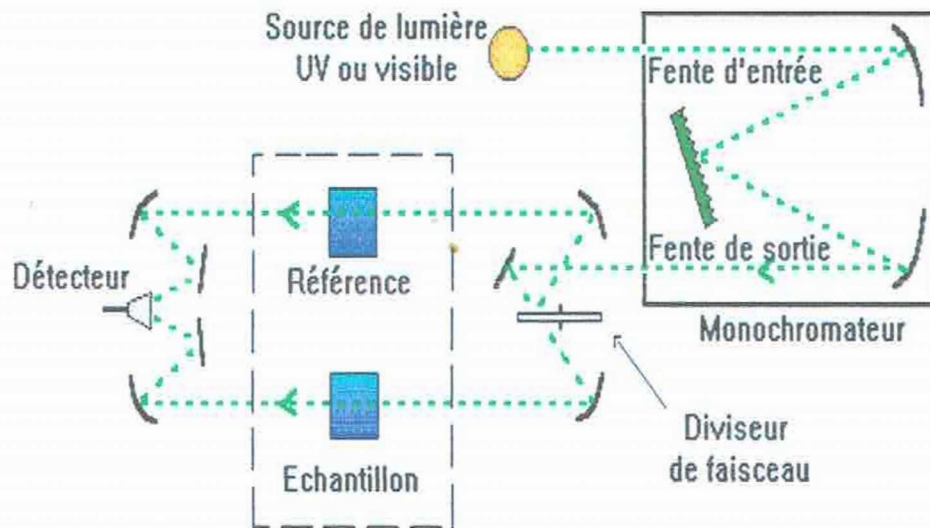 Source de lumière
UV ou visible
Fente d'entrée
Fente de sortie
Monochromateur
Détecteur
Référence
Echantillon
Diviseur
de faisceau